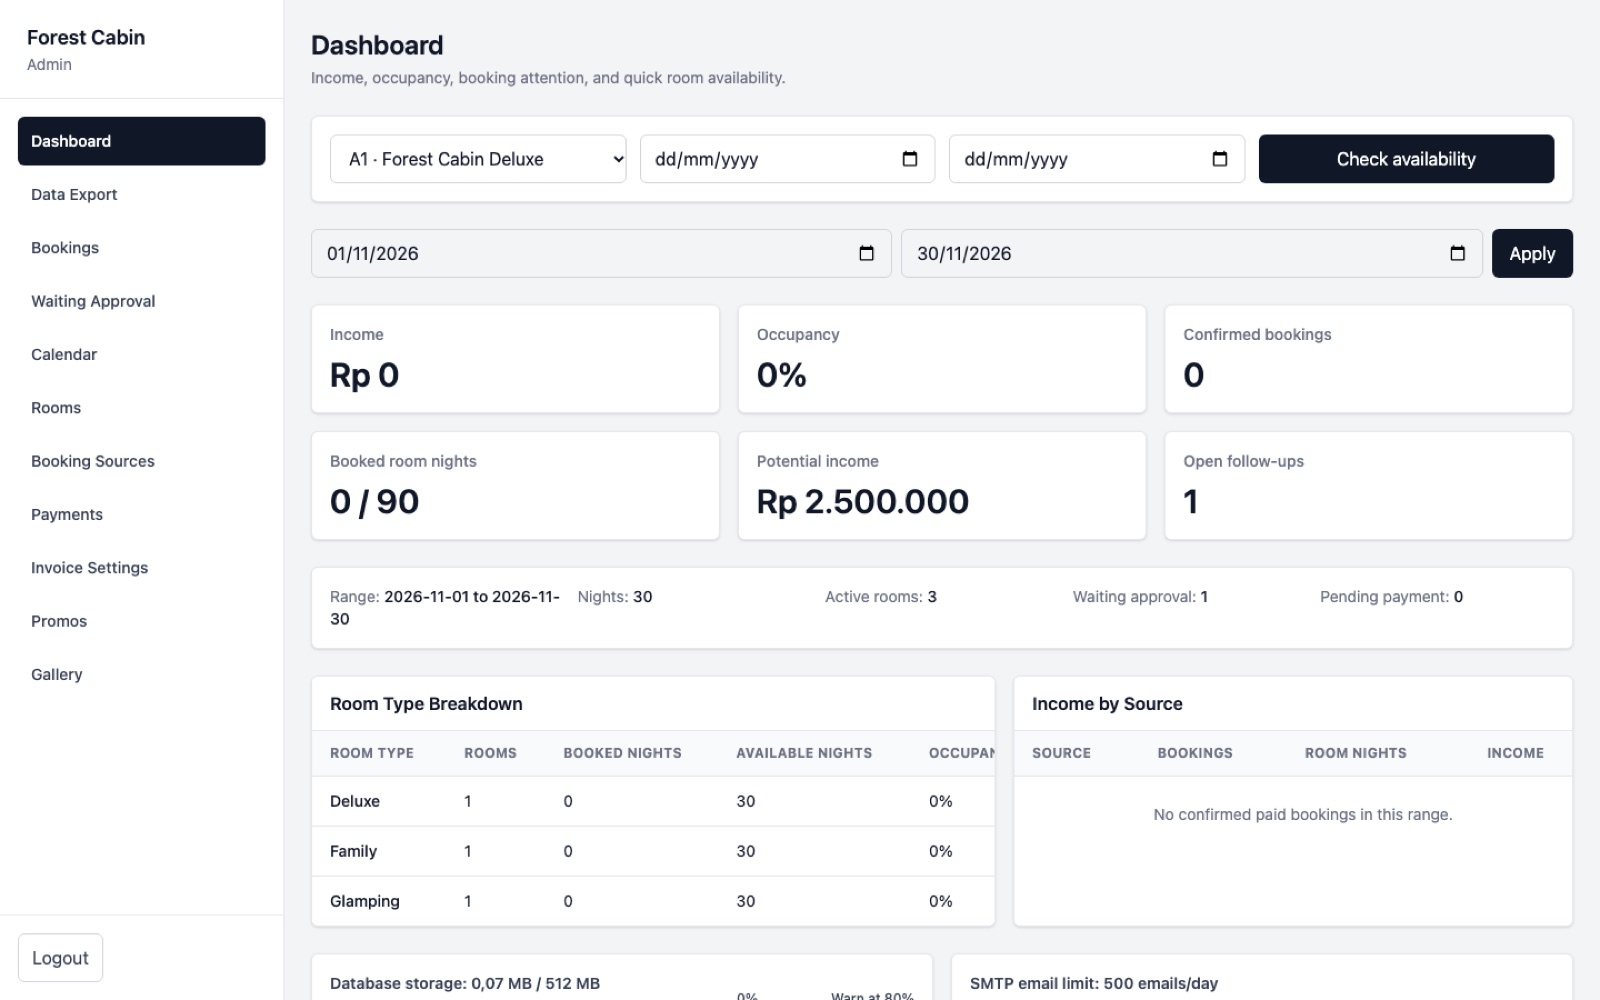 Forest Cabin
Admin
Dashboard
Data Export
Bookings
Waiting Approval
Calendar
Rooms
Booking Sources
Payments
Invoice Settings
Promos
Gallery
Logout
Dashboard
Income, occupancy, booking attention, and quick room availability.
A1 · Forest Cabin Deluxe dd/mm/yyyy dd/mm/yyyy Check availability
01/11/2026 30/11/2026 Apply
Income Occupancy Confirmed bookings
Rp 0 0% 0
Booked room nights Potential income Open follow-ups
0 / 90 Rp 2.500.000 1
Range: 2026-11-01 to 2026-11- Nights: 30 Active rooms: 3 Waiting approval: 1 Pending payment: 0
30
Room Type Breakdown
ROOM TYPE ROOMS BOOKED NIGHTS AVAILABLE NIGHTS OCCUPAN
Deluxe 1 0 30 0%
Family 1 0 30 0%
Glamping 1 0 30 0%
Income by Source
SOURCE BOOKINGS ROOM NIGHTS INCOME
No confirmed paid bookings in this range.
Database storage: 0,07 MB / 512 MB
0% Warn at 80%
SMTP email limit: 500 emails/day